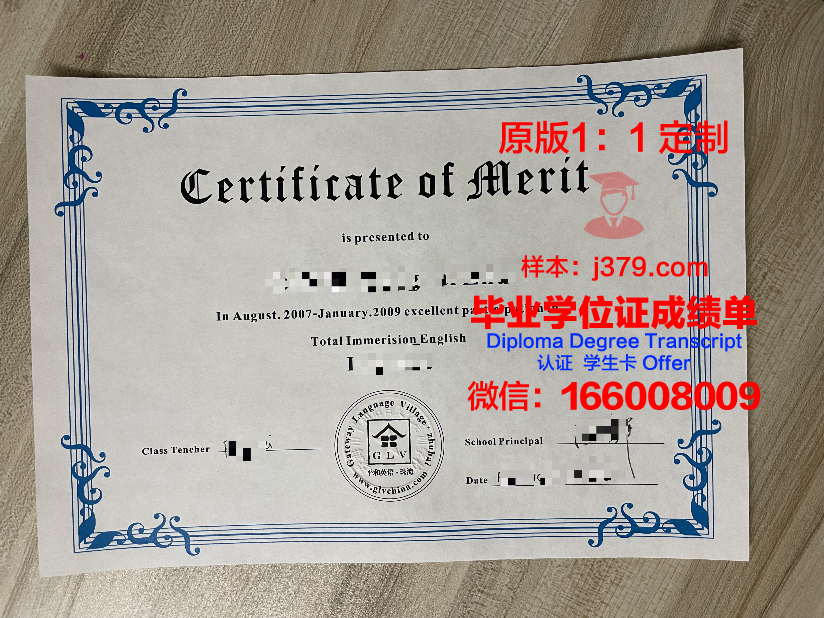 Certificate of Merit
原版1：1 定制
is presented to
样本：j379.com
In August. 2007-January.2009 excellent
毕业学位证成绩单
Total Immerision English
Diploma Degree Transcript
认证 学生卡 Offer
微信：166008009
Gateway Language Village · zhuhai
GLV
www.glvchina.com
Class Tencher
School Principal
Date